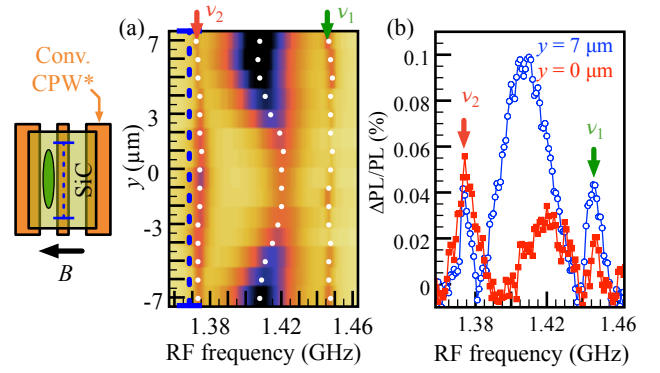 Conv.
CPW*
SiC
B
(a)
ν2
ν1
y (μm)
7
3
0
-3
-7
1.38
1.42
1.46
RF frequency (GHz)
(b)
y = 7 μm
y = 0 μm
ν2
ν1
ΔPL/PL (%)
0.1
0.08
0.06
0.04
0.02
0
1.38
1.42
1.46
RF frequency (GHz)